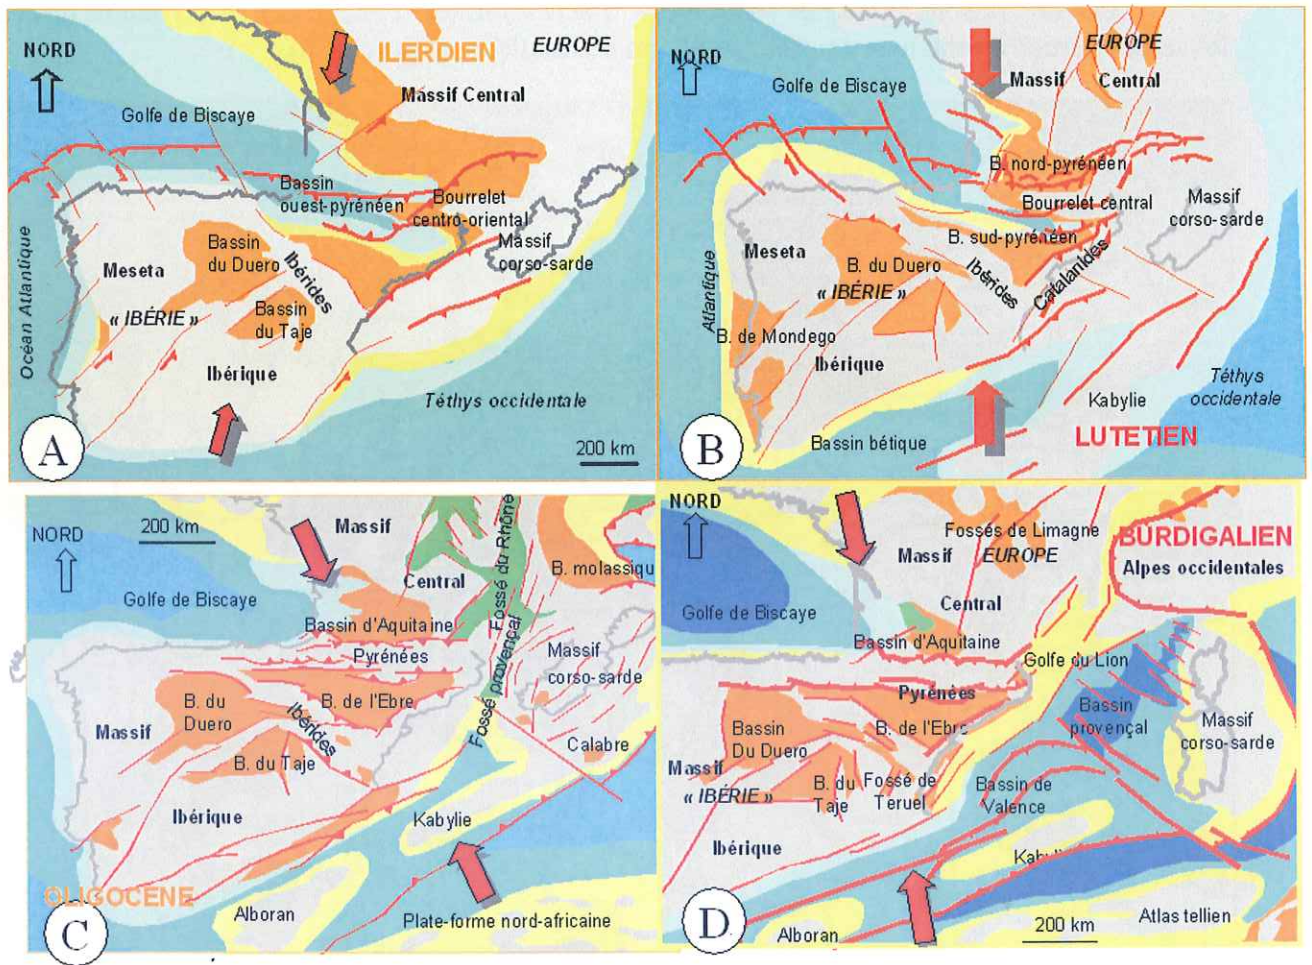 NORD
ILERDIEN
EUROPE
Massif Central
Golfe de Biscaye
Bassin
ouest-pyrénéen
Bourrelet
centro-oriental
Massif
corso-sarde
Bassin
du Duero
Ibérides
Meseta
« IBÉRIE »
Bassin
du Taje
Ibérique
Océan Atlantique
Téthys occidentale
200 km
A
NORD
EUROPE
Massif
Central
Golfe de Biscaye
B. nord-pyrénéen
Bourrelet central
Massif
corso-sarde
B. sud-pyrénéen
Meseta
B. du Duero
Ibérides
Catalanides
« IBÉRIE »
Atlantique
B. de Mondego
Ibérique
Téthys
occidentale
Kabylie
Bassin bétique
LUTETIEN
B
200 km
NORD
Massif
Central
Fossé du Rhône
B. molassiqu
Golfe de Biscaye
Bassin d'Aquitaine
Pyrénées
Massif
corso-sarde
Fossé provençal
B. du
Duero
B. de l'Ebre
Ibérides
Massif
B. du Taje
Calabre
Ibérique
Kabylie
OLIGOCENE
Alboran
Plate-forme nord-africaine
C
NORD
Fossés de Limagne
Massif
EUROPE
BURDIGALIEN
Alpes occidentales
Central
Golfe de Biscaye
Bassin d'Aquitaine
Golfe du Lion
Pyrénées
Bassin
provençal
Massif
corso-sarde
Bassin
Du Duero
B. de l'Ebre
Massif
« IBÉRIE »
B. du
Taje
Fossé de
Teruel
Bassin de
Valence
Ibérique
Kabyli
Alboran
Atlas tellien
200 km
D